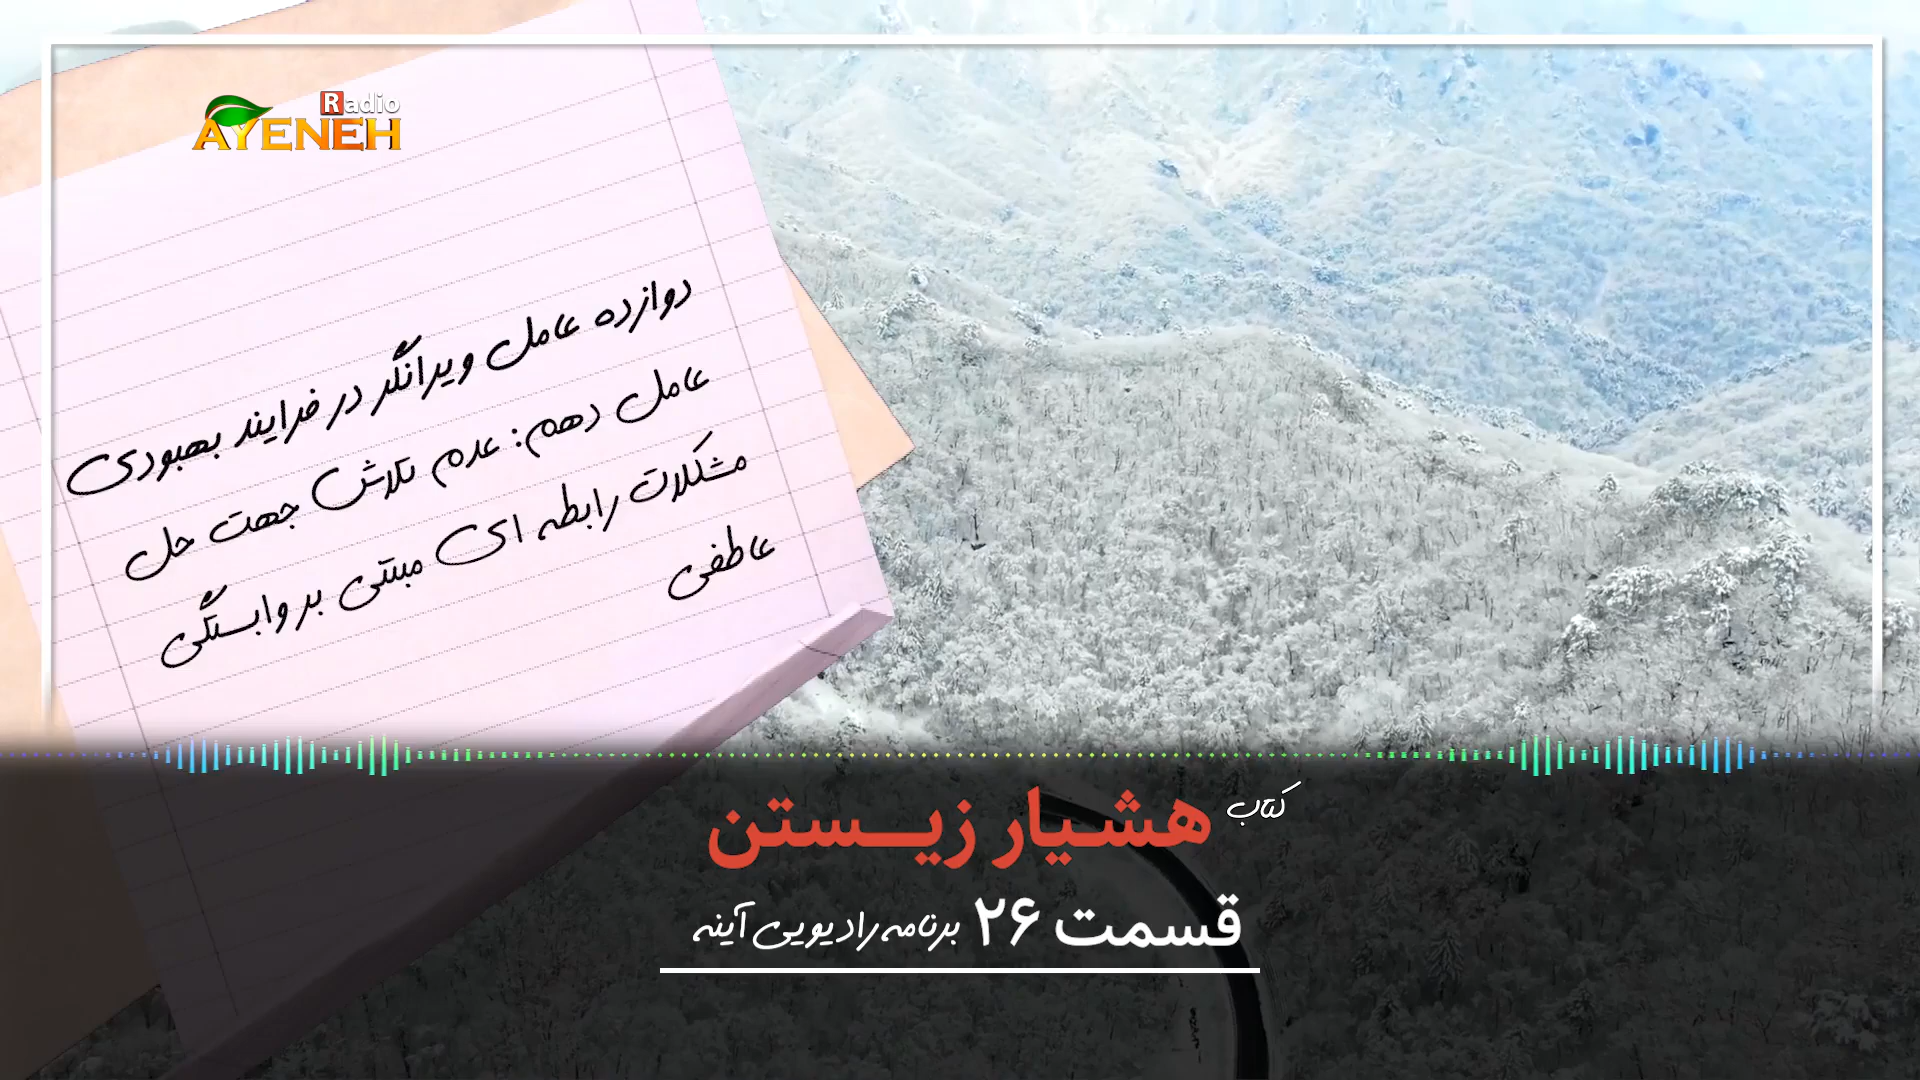 Radio
AYENEH
دوازده عامل ویرانگر در فرایند بهبودی
عامل دهم: عدم تلاش جهت حل
مشکلات رابطه ای مبتنی بر وابستگی
عاطفی
کتاب هشیار زیستن
قسمت ۲۶ برنامه رادیویی آینه